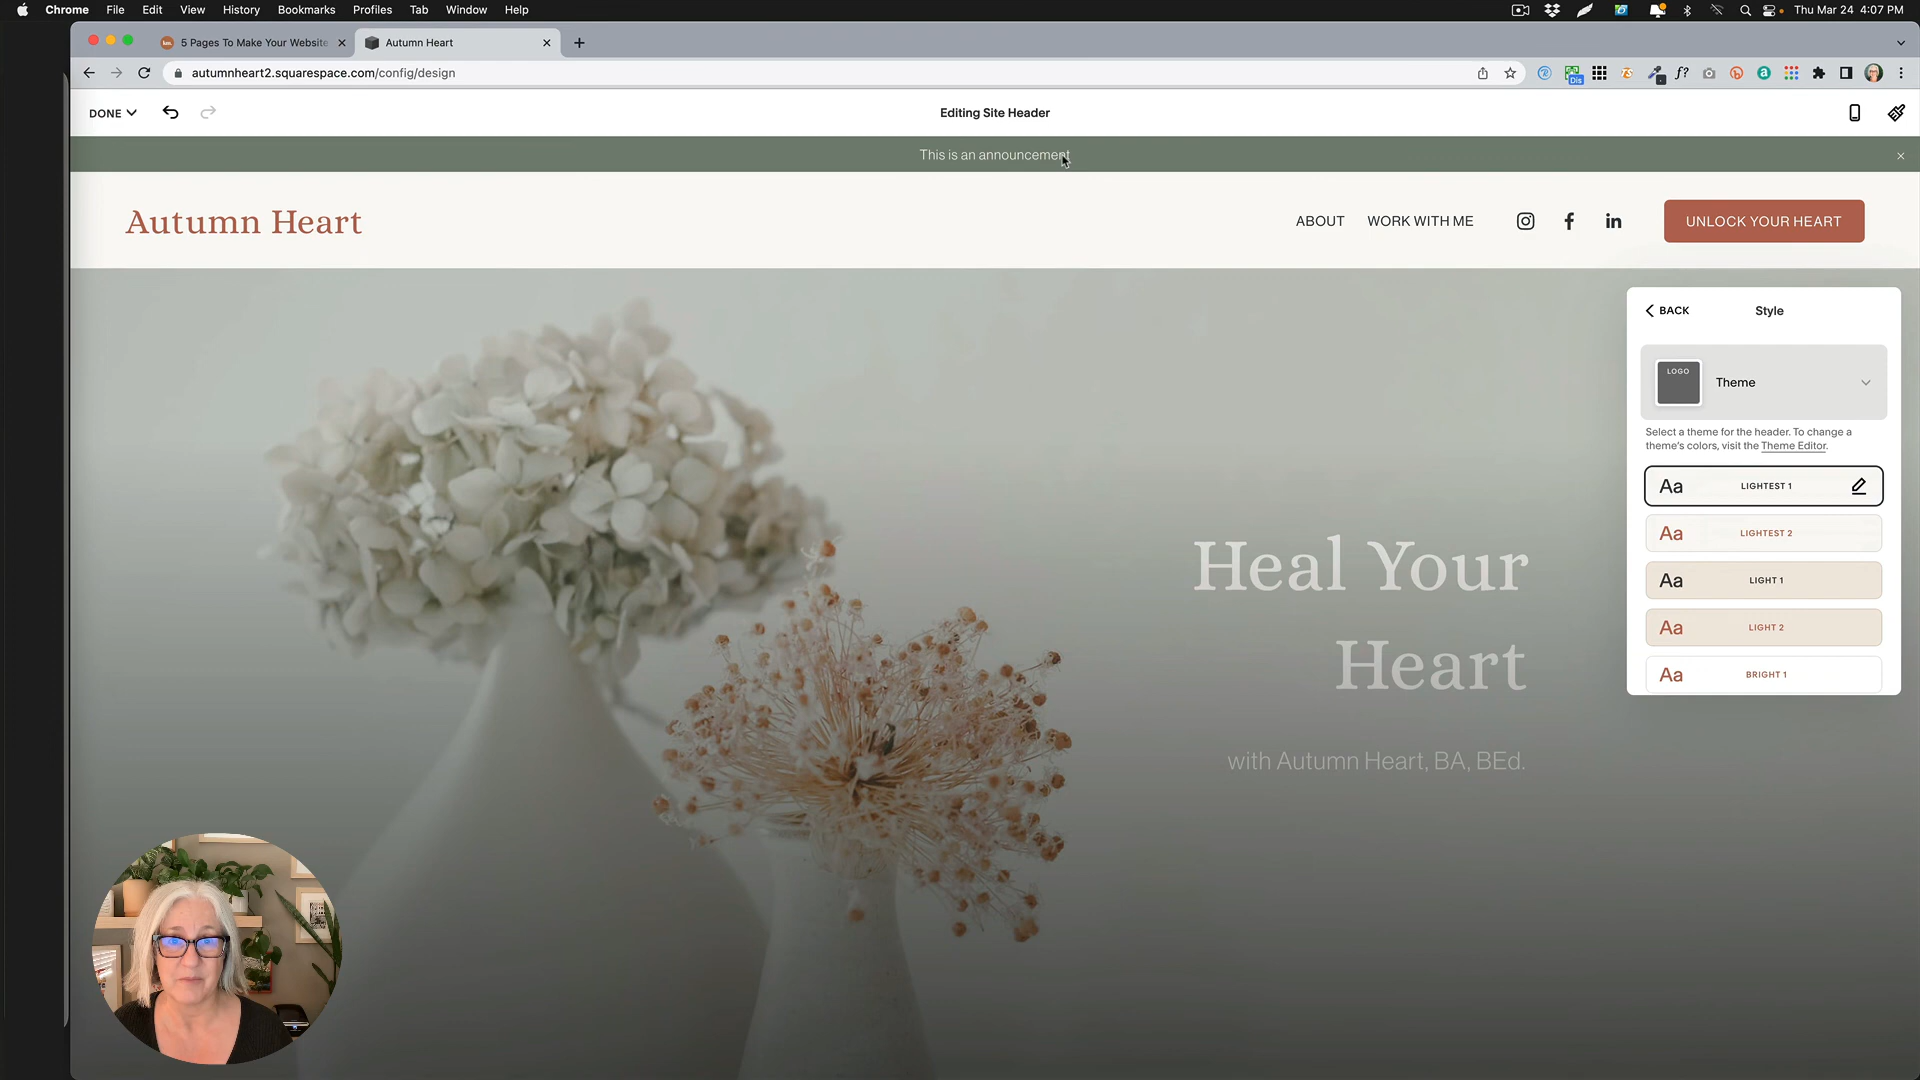 Chrome File Edit View History Bookmarks Profiles Tab Window Help Thu Mar 24 4:07 PM
5 Pages To Make Your Website Autumn Heart
autumnheart2.squarespace.com/config/design
Dis
DONE Editing Site Header
This is an announcement
Autumn Heart ABOUT WORK WITH ME UNLOCK YOUR HEART
BACK Style
LOGO
Theme
Select a theme for the header. To change a
theme's colors, visit the Theme Editor.
Aa LIGHTEST 1
Aa LIGHTEST 2
Aa LIGHT 1
Aa LIGHT 2
Aa BRIGHT 1
Heal Your
Heart
with Autumn Heart, BA, BEd.